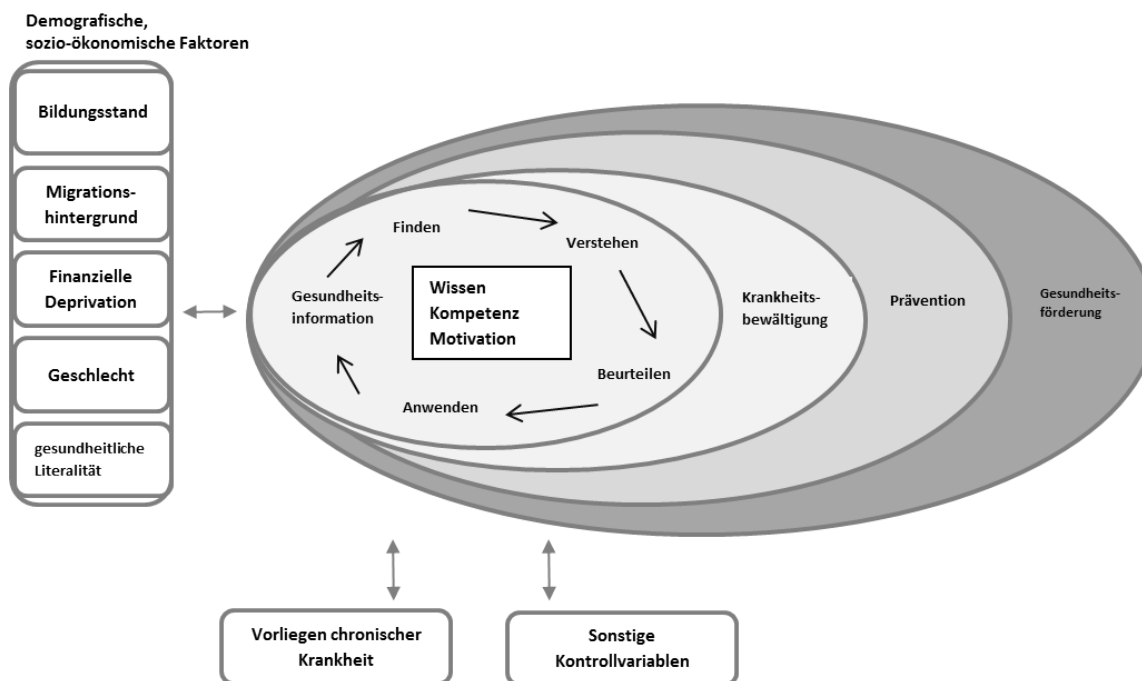 Demografische,
sozio-ökonomische Faktoren
Bildungsstand
Migrations-
hintergrund
Finanzielle
Deprivation
Geschlecht
gesundheitliche
Literalität
Finden
Verstehen
Gesundheits-
information
Wissen
Kompetenz
Motivation
Beurteilen
Anwenden
Krankheits-
bewältigung
Prävention
Gesundheits-
förderung
Vorliegen chronischer
Krankheit
Sonstige
Kontrollvariablen